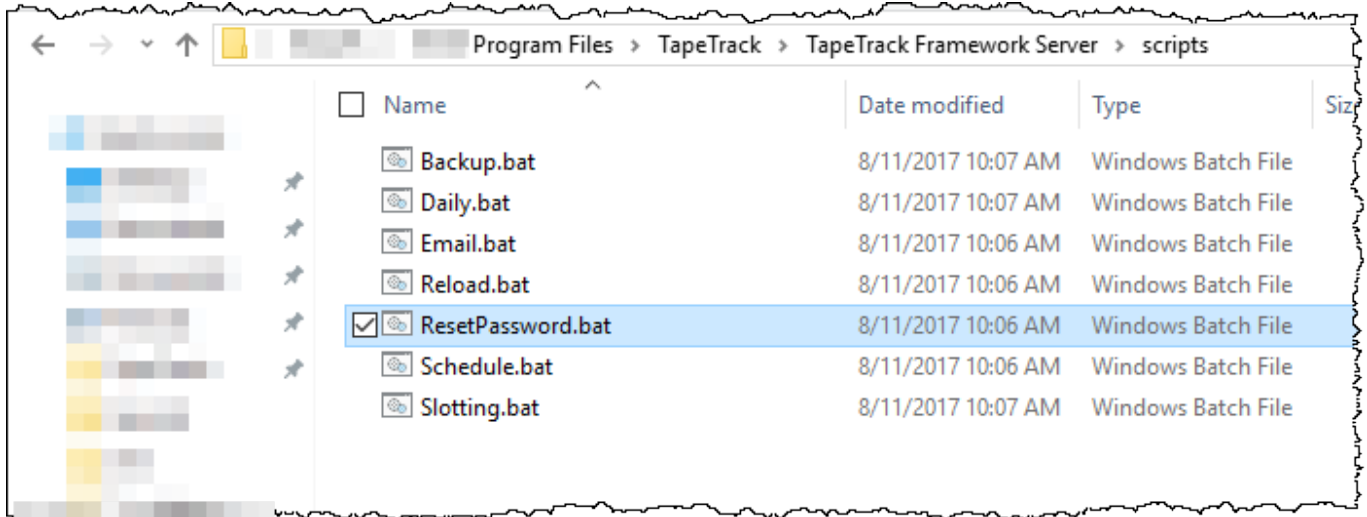 Program Files > TapeTrack > TapeTrack Framework Server > scripts
Name Date modified Type Siz
Backup.bat 8/11/2017 10:07 AM Windows Batch File
Daily.bat 8/11/2017 10:07 AM Windows Batch File
Email.bat 8/11/2017 10:06 AM Windows Batch File
Reload.bat 8/11/2017 10:06 AM Windows Batch File
ResetPassword.bat 8/11/2017 10:06 AM Windows Batch File
Schedule.bat 8/11/2017 10:06 AM Windows Batch File
Slotting.bat 8/11/2017 10:07 AM Windows Batch File